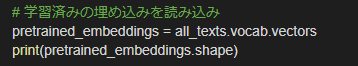 # 学習済みの埋め込みを読み込み
pretrained_embeddings = all_texts.vocab.vectors
print(pretrained_embeddings.shape)